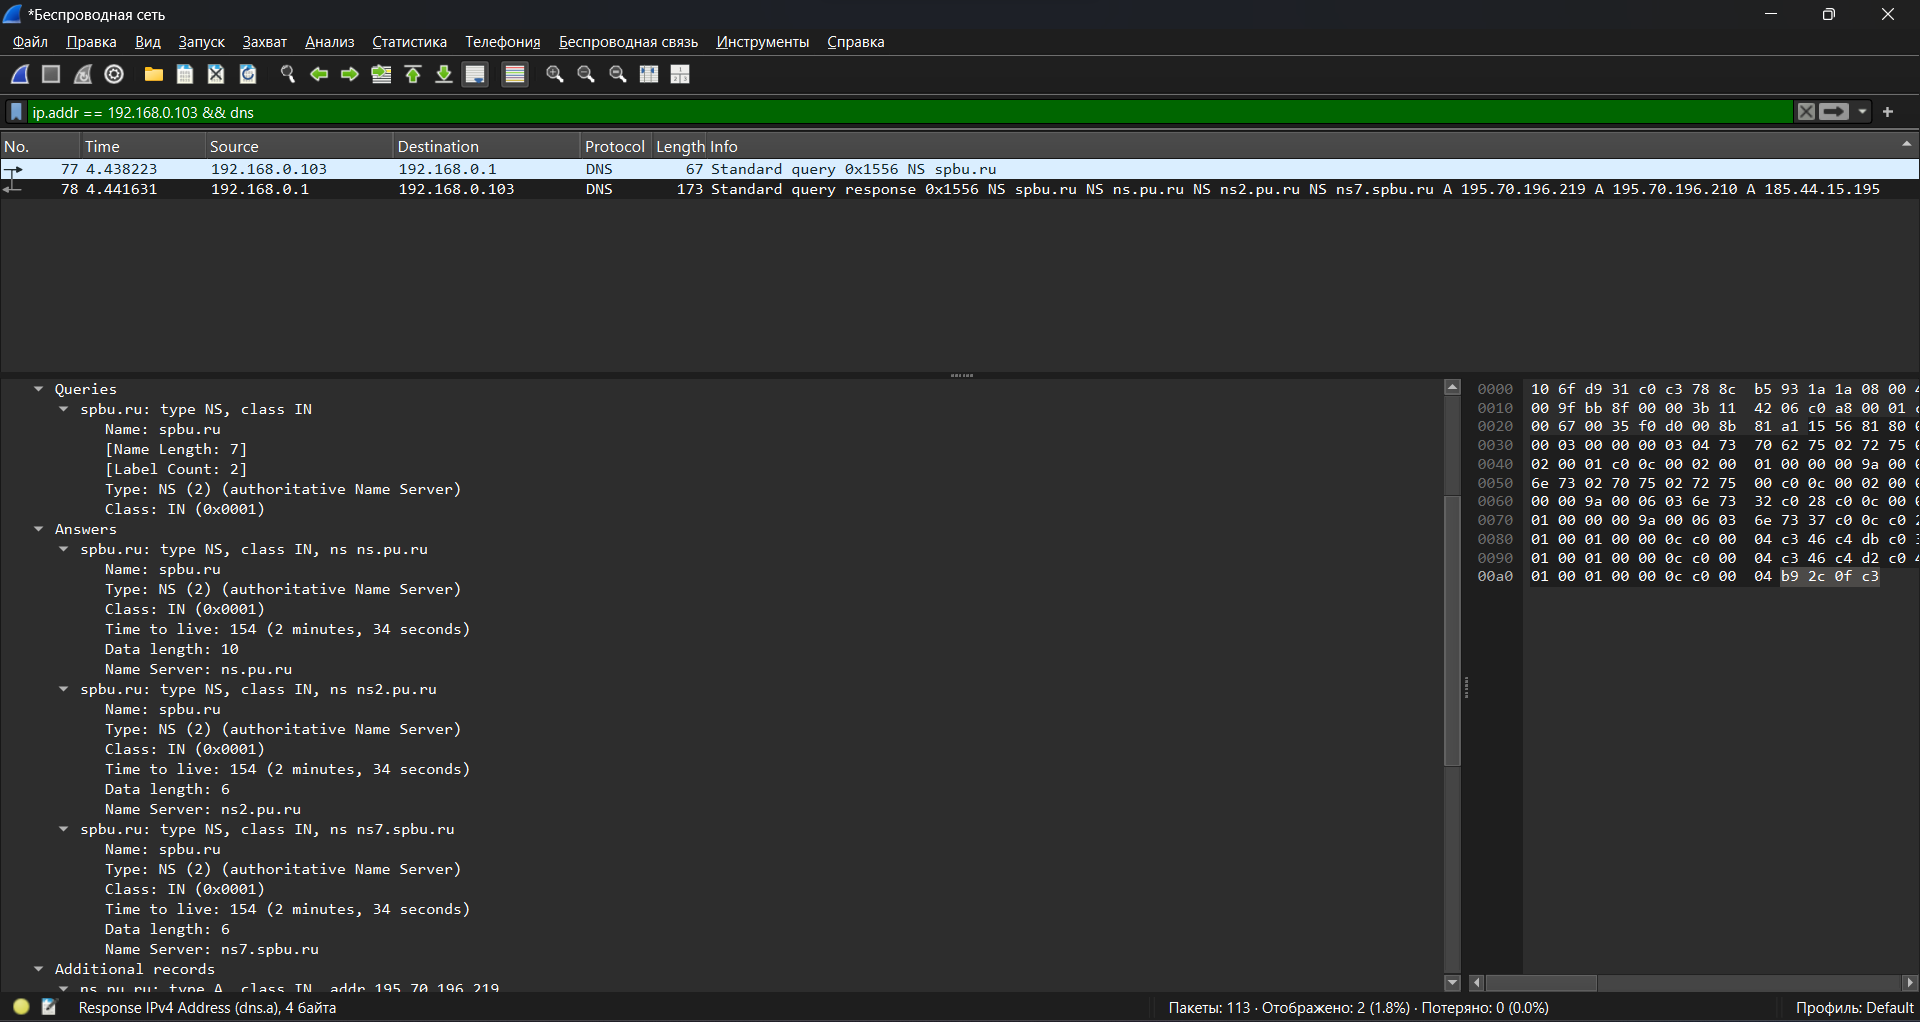 *Беспроводная сеть
Файл Правка Вид Запуск Захват Анализ Статистика Телефония Беспроводная связь Инструменты Справка
ip.addr == 192.168.0.103 && dns
No. Time Source Destination Protocol Length Info
77 4.438223 192.168.0.103 192.168.0.1 DNS 67 Standard query 0x1556 NS spbu.ru
78 4.441631 192.168.0.1 192.168.0.103 DNS 173 Standard query response 0x1556 NS spbu.ru NS ns.pu.ru NS ns2.pu.ru NS ns7.spbu.ru A 195.70.196.219 A 195.70.196.210 A 185.44.15.195
Queries
spbu.ru: type NS, class IN
Name: spbu.ru
[Name Length: 7]
[Label Count: 2]
Type: NS (2) (authoritative Name Server)
Class: IN (0x0001)
Answers
spbu.ru: type NS, class IN, ns ns.pu.ru
Name: spbu.ru
Type: NS (2) (authoritative Name Server)
Class: IN (0x0001)
Time to live: 154 (2 minutes, 34 seconds)
Data length: 10
Name Server: ns.pu.ru
spbu.ru: type NS, class IN, ns ns2.pu.ru
Name: spbu.ru
Type: NS (2) (authoritative Name Server)
Class: IN (0x0001)
Time to live: 154 (2 minutes, 34 seconds)
Data length: 6
Name Server: ns2.pu.ru
spbu.ru: type NS, class IN, ns ns7.spbu.ru
Name: spbu.ru
Type: NS (2) (authoritative Name Server)
Class: IN (0x0001)
Time to live: 154 (2 minutes, 34 seconds)
Data length: 6
Name Server: ns7.spbu.ru
Additional records
ns.pu.ru: type A, class IN, addr 195.70.196.219
0000 10 6f d9 31 c0 c3 78 8c b5 93 1a 1a 08 00
0010 00 9f bb 8f 00 00 3b 11 42 06 c0 a8 00 01
0020 00 67 00 35 f0 d0 00 8b 81 a1 15 56 81 80
0030 00 03 00 00 00 03 04 73 70 62 75 02 72 75
0040 02 00 01 c0 0c 00 02 00 01 00 00 00 9a 00
0050 6e 73 02 70 75 02 72 75 00 c0 0c 00 02 00
0060 00 00 9a 00 06 03 6e 73 32 c0 28 c0 0c 00
0070 01 00 00 00 9a 00 06 03 6e 73 37 c0 0c c0
0080 01 00 01 00 00 0c c0 00 04 c3 46 c4 db c0
0090 01 00 01 00 00 0c c0 00 04 c3 46 c4 d2 c0
00a0 01 00 01 00 00 0c c0 00 04 b9 2c 0f c3
Response IPv4 Address (dns.a), 4 байта
Пакеты: 113 · Отображено: 2 (1.8%) · Потеряно: 0 (0.0%)
Профиль: Default